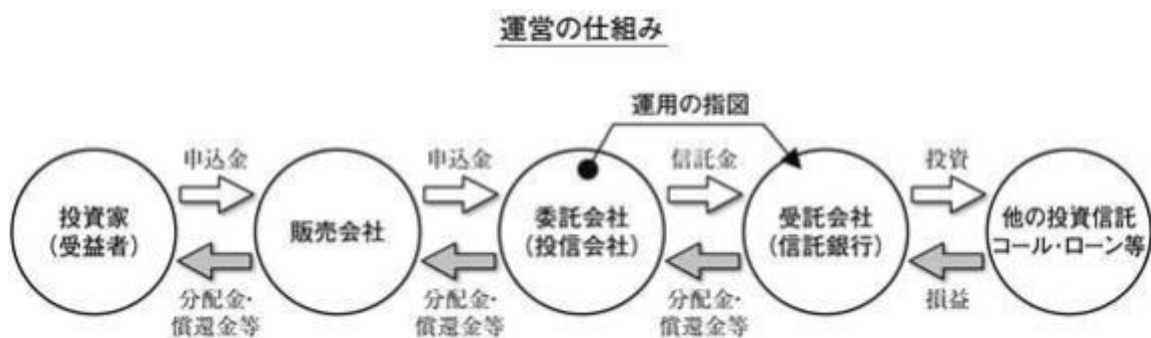 運営の仕組み
運用の指図
申込金
申込金
信託金
投資
投資家
(受益者)
販売会社
委託会社
(投信会社)
受託会社
(信託銀行)
他の投資信託
コール・ローン等
分配金・
償還金等
分配金・
償還金等
分配金・
償還金等
損益